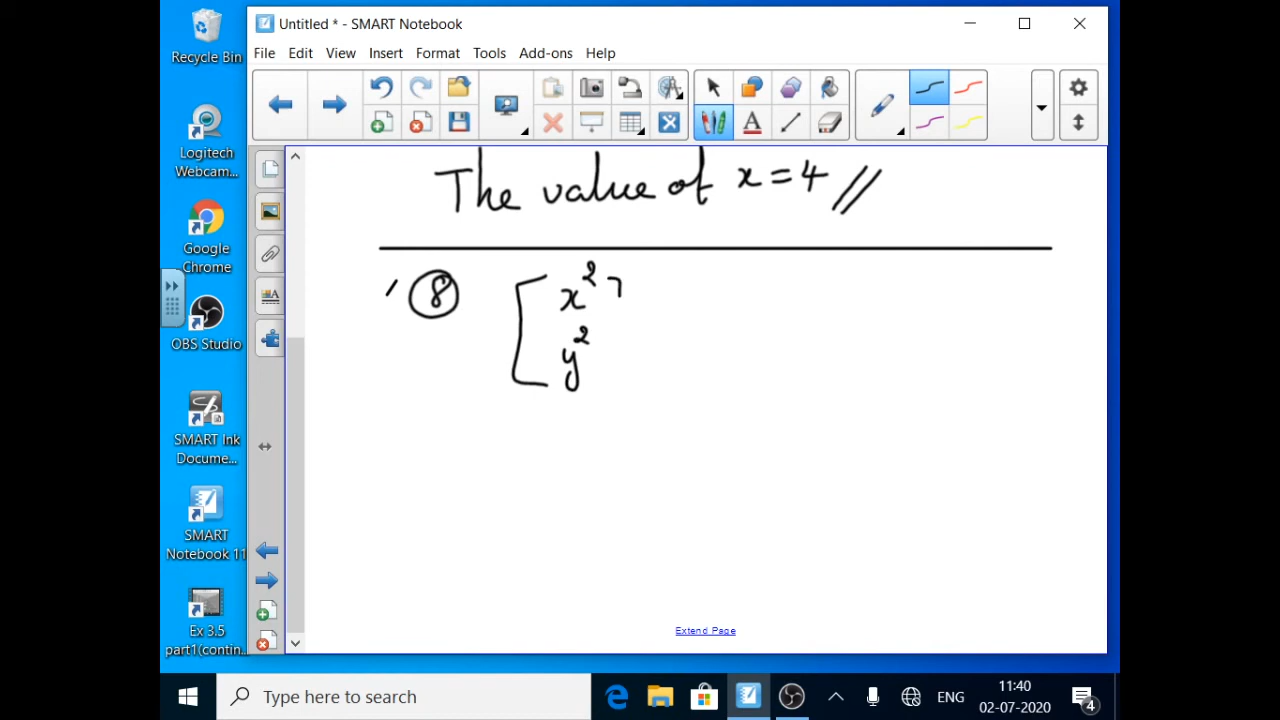 Untitled * - SMART Notebook
File Edit View Insert Format Tools Add-ons Help
Recycle Bin
Logitech Webcam...
Google Chrome
OBS Studio
SMART Ink Docume...
SMART Notebook 11
Ex 3.5 part1(contin...
The value of x = 4 //
⑧ [ x²
y²
Extend Page
Type here to search
ENG
11:40
02-07-2020
4